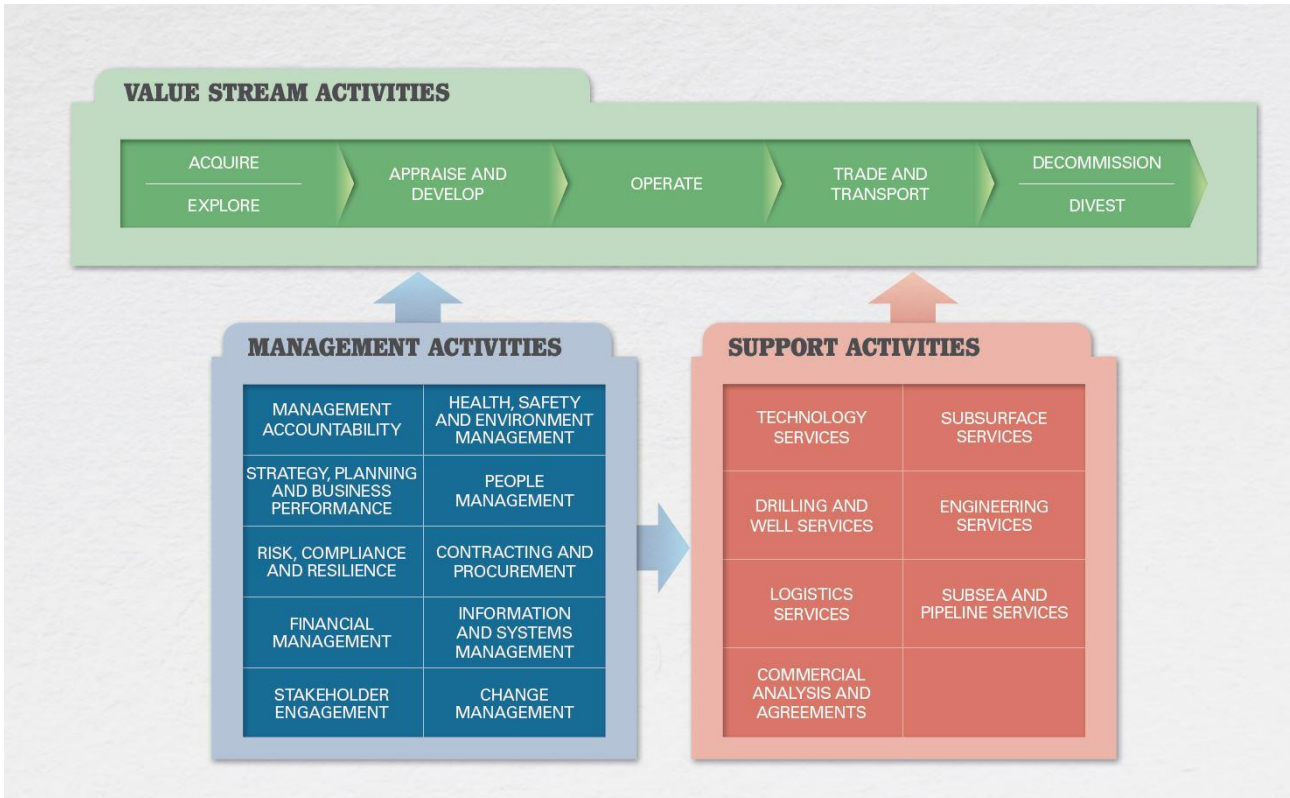 VALUE STREAM ACTIVITIES
ACQUIRE
EXPLORE
APPRAISE AND
DEVELOP
OPERATE
TRADE AND
TRANSPORT
DECOMMISSION
DIVEST
MANAGEMENT ACTIVITIES
MANAGEMENT
ACCOUNTABILITY
HEALTH, SAFETY
AND ENVIRONMENT
MANAGEMENT
STRATEGY, PLANNING
AND BUSINESS
PERFORMANCE
PEOPLE
MANAGEMENT
RISK, COMPLIANCE
AND RESILIENCE
CONTRACTING AND
PROCUREMENT
FINANCIAL
MANAGEMENT
INFORMATION
AND SYSTEMS
MANAGEMENT
STAKEHOLDER
ENGAGEMENT
CHANGE
MANAGEMENT
SUPPORT ACTIVITIES
TECHNOLOGY
SERVICES
SUBSURFACE
SERVICES
DRILLING AND
WELL SERVICES
ENGINEERING
SERVICES
LOGISTICS
SERVICES
SUBSEA AND
PIPELINE SERVICES
COMMERCIAL
ANALYSIS AND
AGREEMENTS